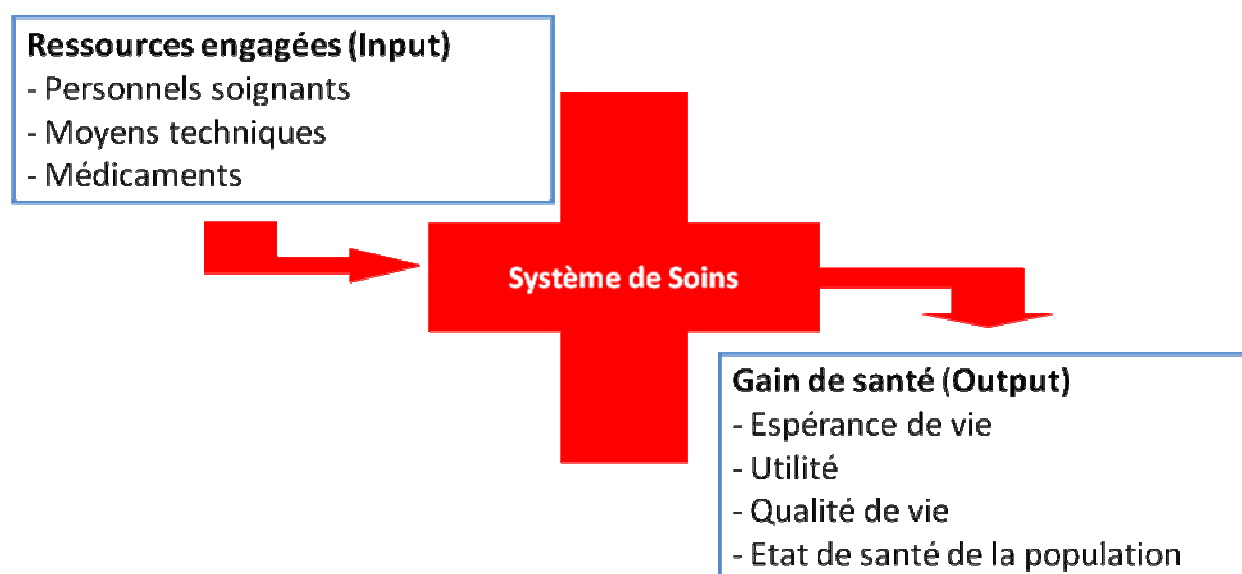 Ressources engagées (Input)
- Personnels soignants
- Moyens techniques
- Médicaments
Système de Soins
Gain de santé (Output)
- Espérance de vie
- Utilité
- Qualité de vie
- Etat de santé de la population